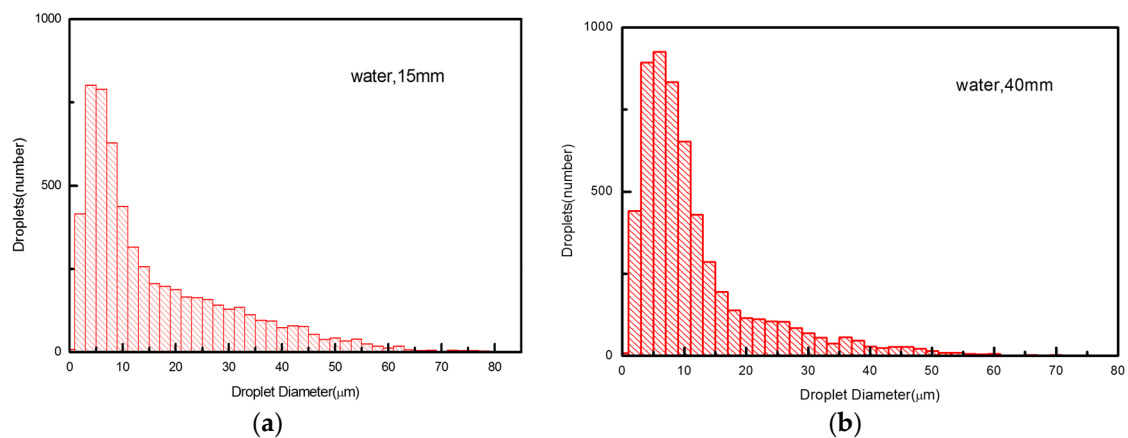 1000
500
0
Droplets(number)
water,15mm
0 10 20 30 40 50 60 70 80
Droplet Diameter(μm)
(a)
1000
500
0
Droplets(number)
water,40mm
0 10 20 30 40 50 60 70 80
Droplet Diameter(μm)
(b)